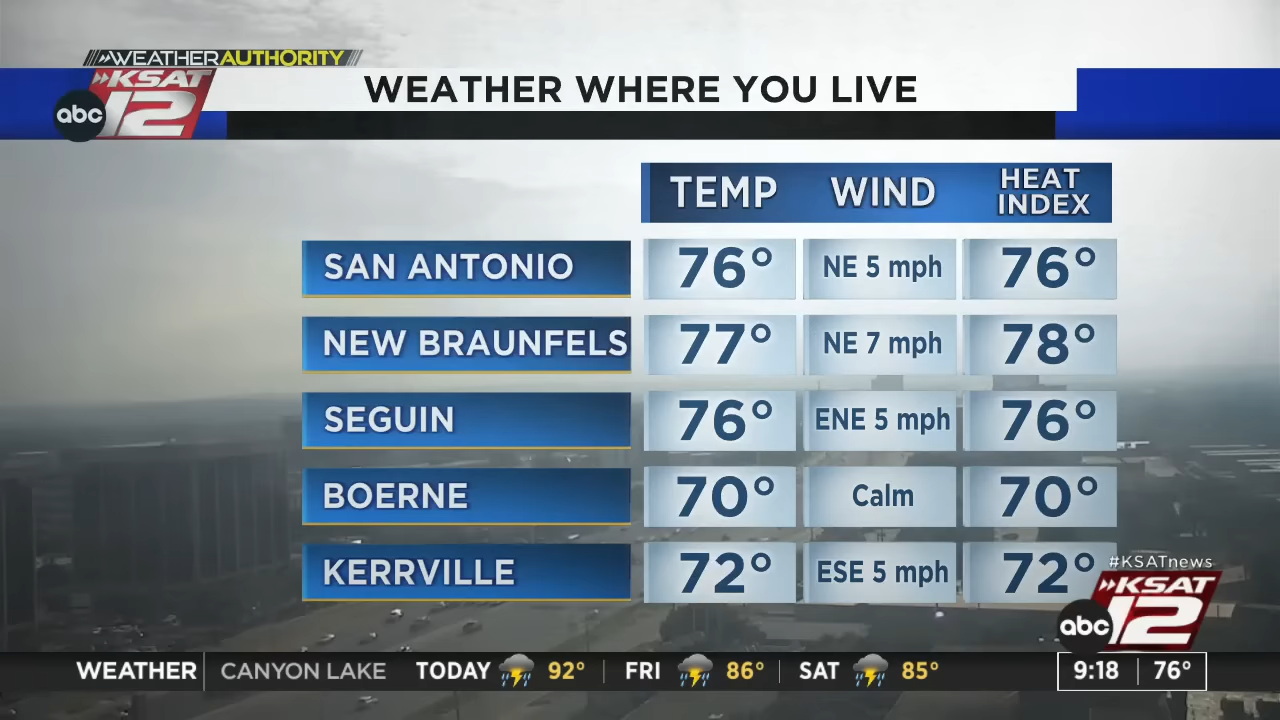 WEATHERAUTHORITY
KSAT
abc 12
WEATHER WHERE YOU LIVE
TEMP WIND HEAT INDEX
SAN ANTONIO 76° NE 5 mph 76°
NEW BRAUNFELS 77° NE 7 mph 78°
SEGUIN 76° ENE 5 mph 76°
BOERNE 70° Calm 70°
KERRVILLE 72° ESE 5 mph 72°
#KSATnews
KSAT
abc 12
WEATHER CANYON LAKE TODAY 92° FRI 86° SAT 85° 9:18 76°